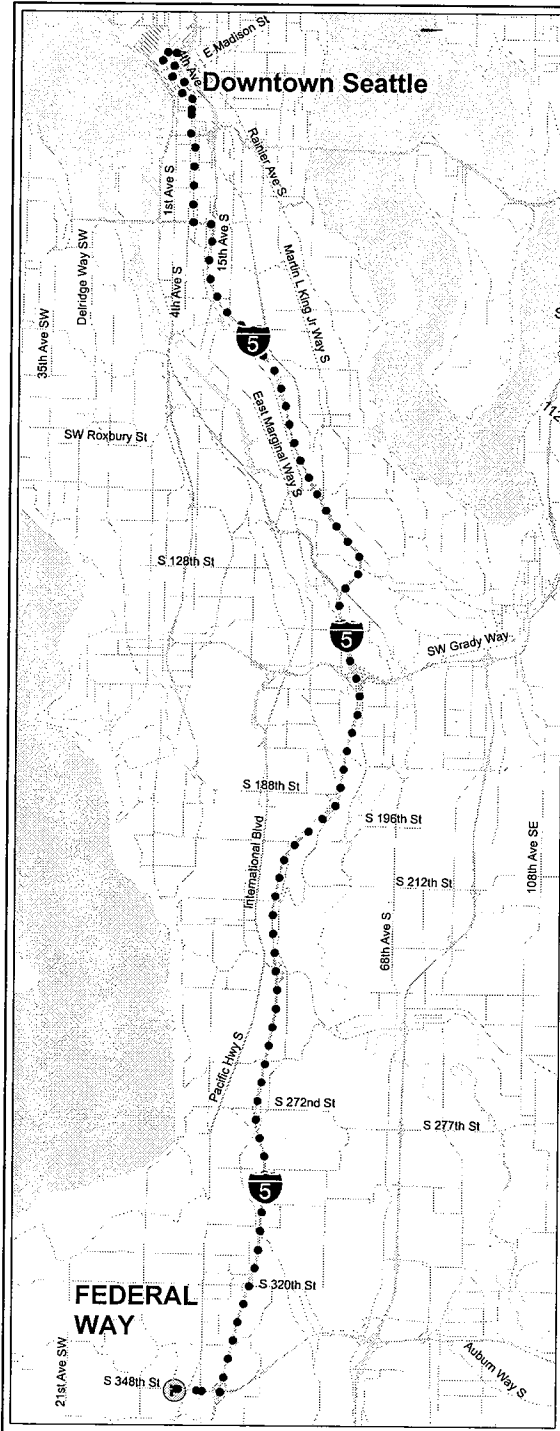 E Madison St
Downtown Seattle
Rainier Ave S
1st Ave S
15th Ave S
Delridge Way SW
4th Ave S
Martin L King Jr Way S
35th Ave SW
5
East Marginal Way S
SW Roxbury St
S 128th St
5
SW Grady Way
S 188th St
S 196th St
International Blvd
S 212th St
108th Ave SE
68th Ave S
Pacific Hwy S
S 272nd St
S 277th St
5
S 320th St
FEDERAL
WAY
21st Ave SW
S 348th St
Auburn Way S